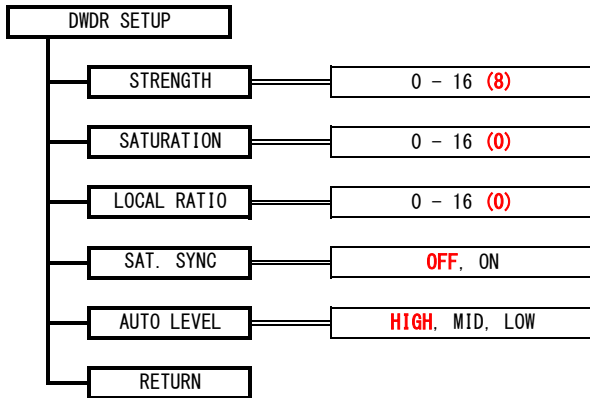 DWDR SETUP
STRENGTH 0 – 16 (8)
SATURATION 0 – 16 (0)
LOCAL RATIO 0 – 16 (0)
SAT. SYNC OFF, ON
AUTO LEVEL HIGH, MID, LOW
RETURN